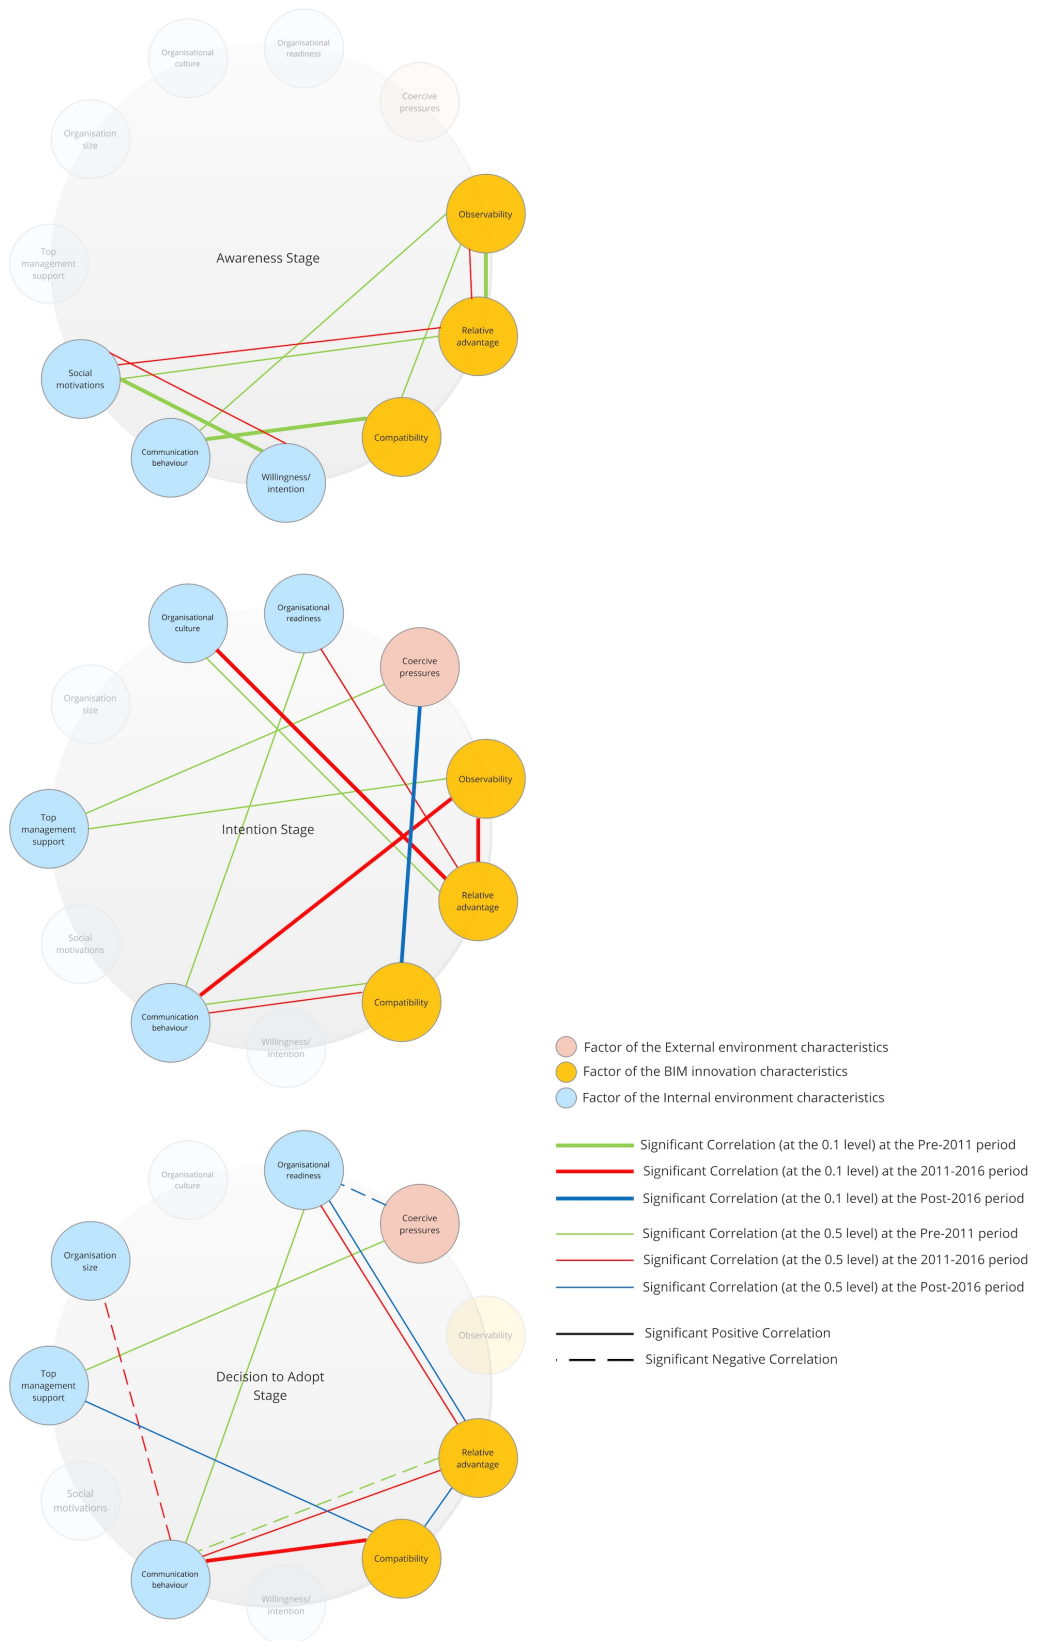 Organisational
culture
Organisational
readiness
Coercive
pressures
Organisation
size
Observability
Top
management
support
Awareness Stage
Relative
advantage
Social
motivations
Compatibility
Communication
behaviour
Willingness/
intention
Organisational
culture
Organisational
readiness
Coercive
pressures
Organisation
size
Observability
Top
management
support
Intention Stage
Relative
advantage
Social
motivations
Compatibility
Communication
behaviour
Willingness/
intention
Factor of the External environment characteristics
Factor of the BIM innovation characteristics
Factor of the Internal environment characteristics
Significant Correlation (at the 0.1 level) at the Pre-2011 period
Significant Correlation (at the 0.1 level) at the 2011-2016 period
Significant Correlation (at the 0.1 level) at the Post-2016 period
Significant Correlation (at the 0.5 level) at the Pre-2011 period
Significant Correlation (at the 0.5 level) at the 2011-2016 period
Significant Correlation (at the 0.5 level) at the Post-2016 period
Significant Positive Correlation
Significant Negative Correlation
Organisational
culture
Organisational
readiness
Coercive
pressures
Organisation
size
Observability
Top
management
support
Decision to Adopt
Stage
Relative
advantage
Social
motivations
Compatibility
Communication
behaviour
Willingness/
intention